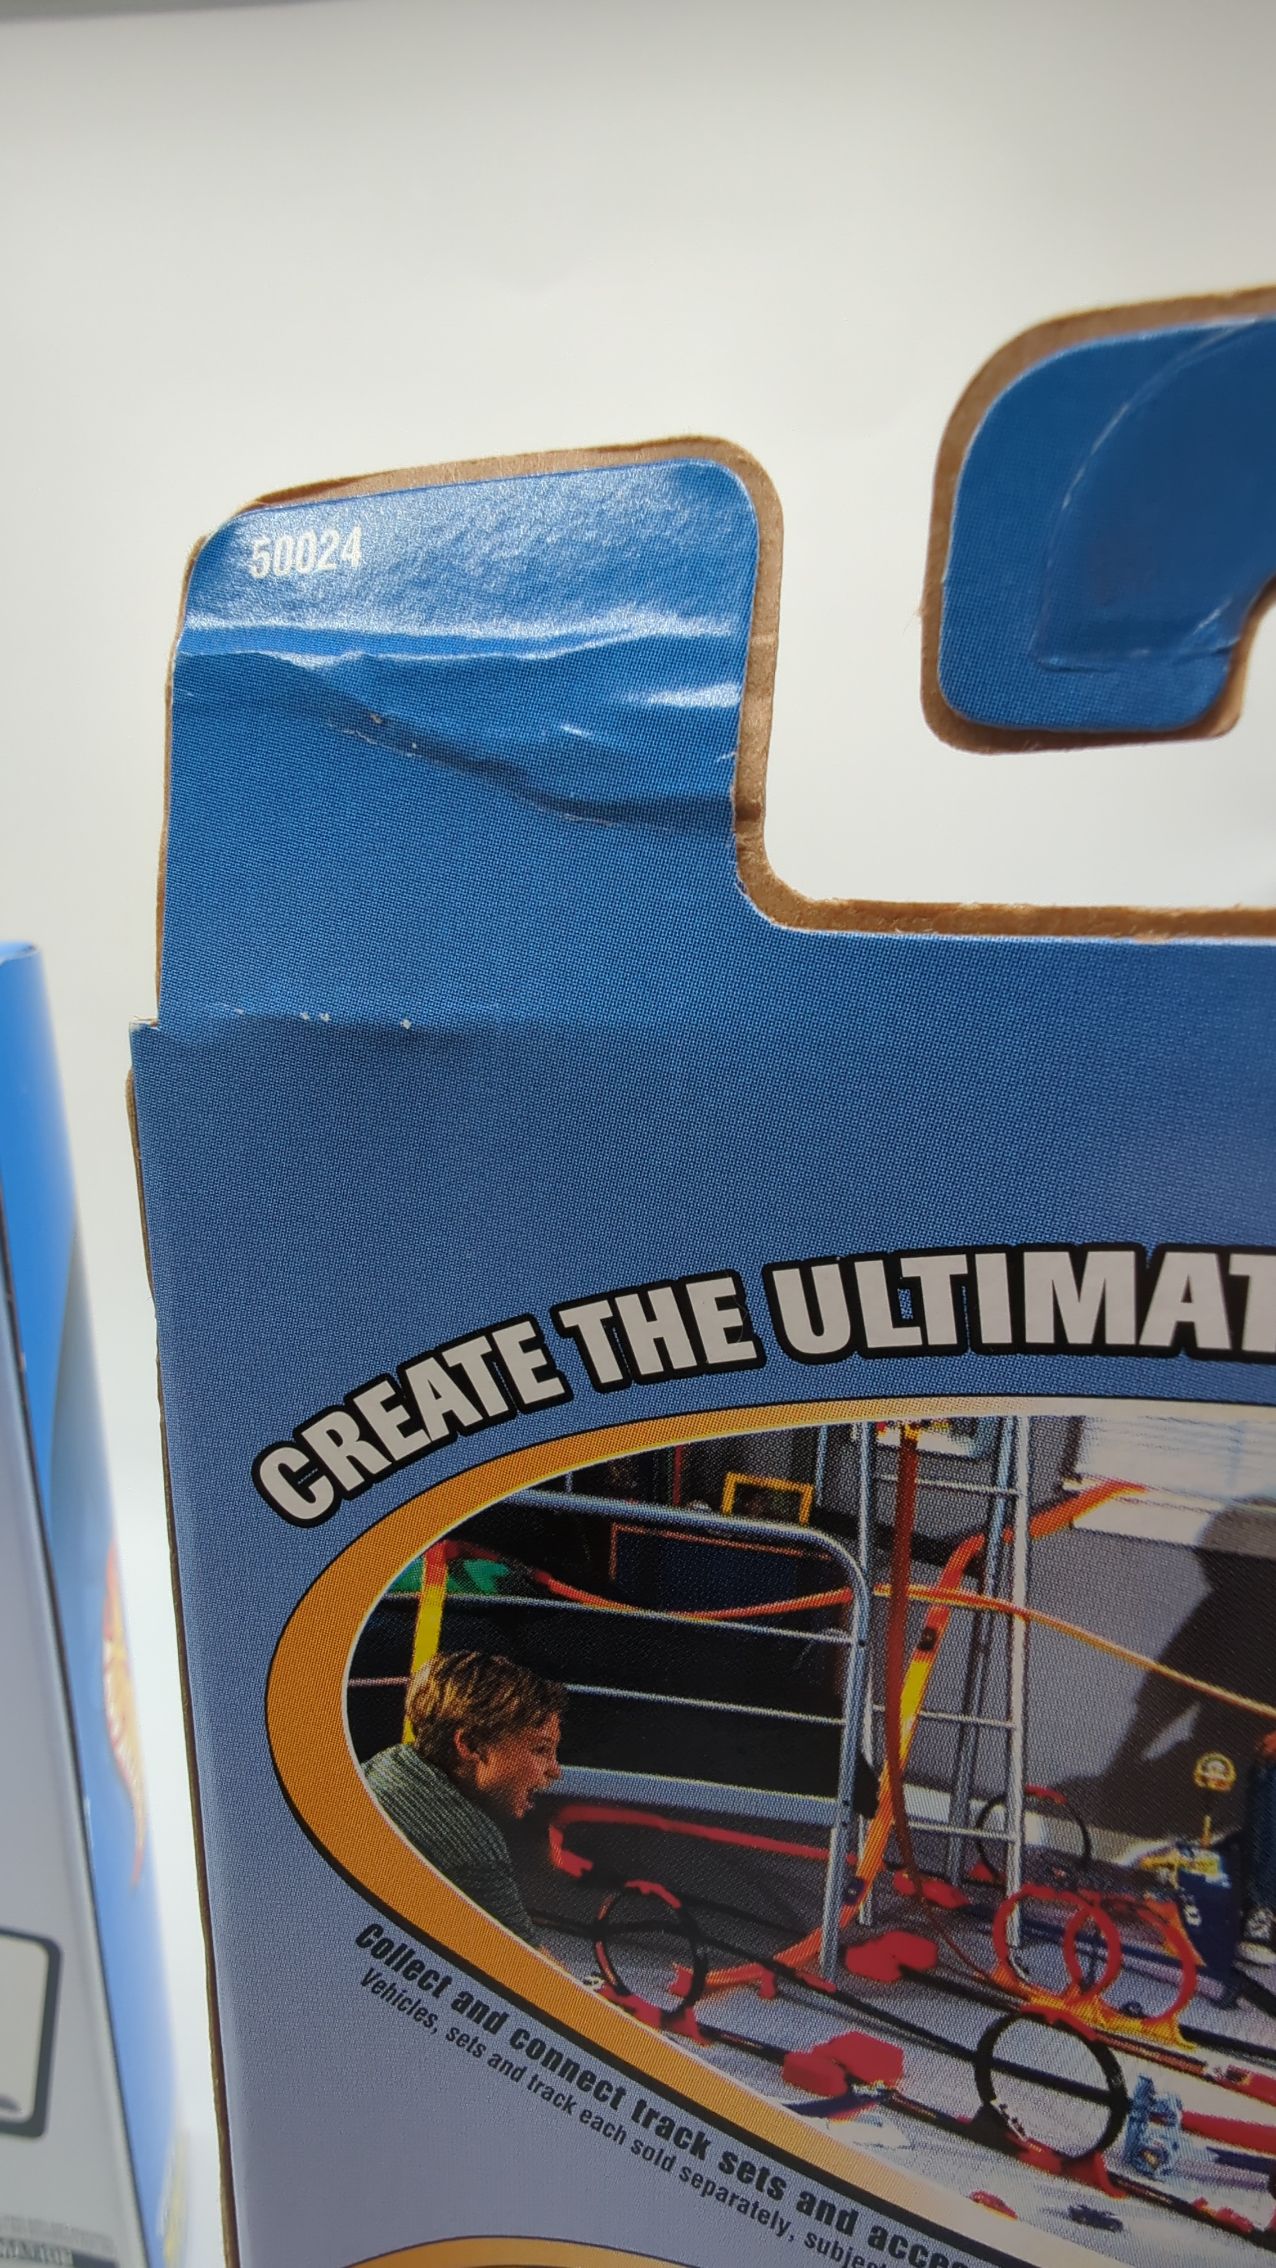 50024
CREATE THE ULTIMAT
Collect and connect track sets and acce
Vehicles, sets and track each sold separately, subjec